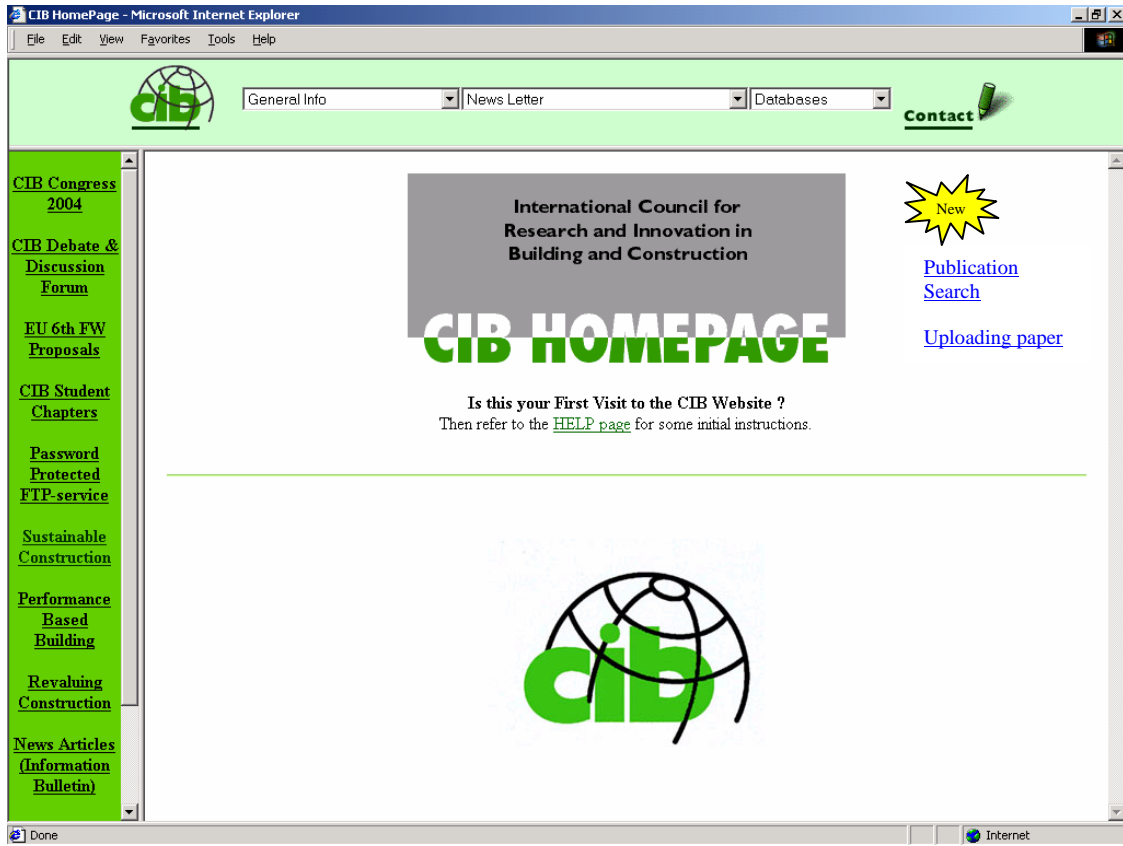 CIB HomePage - Microsoft Internet Explorer
File Edit View Favorites Tools Help
cib
General Info
News Letter
Databases
Contact
CIB Congress
2004
CIB Debate &
Discussion
Forum
EU 6th FW
Proposals
CIB Student
Chapters
Password
Protected
FTP-service
Sustainable
Construction
Performance
Based
Building
Revaluing
Construction
News Articles
(Information
Bulletin)
International Council for
Research and Innovation in
Building and Construction
CIB HOMEPAGE
Is this your First Visit to the CIB Website ?
Then refer to the HELP page for some initial instructions.
New
Publication
Search
Uploading paper
cib
Done
Internet